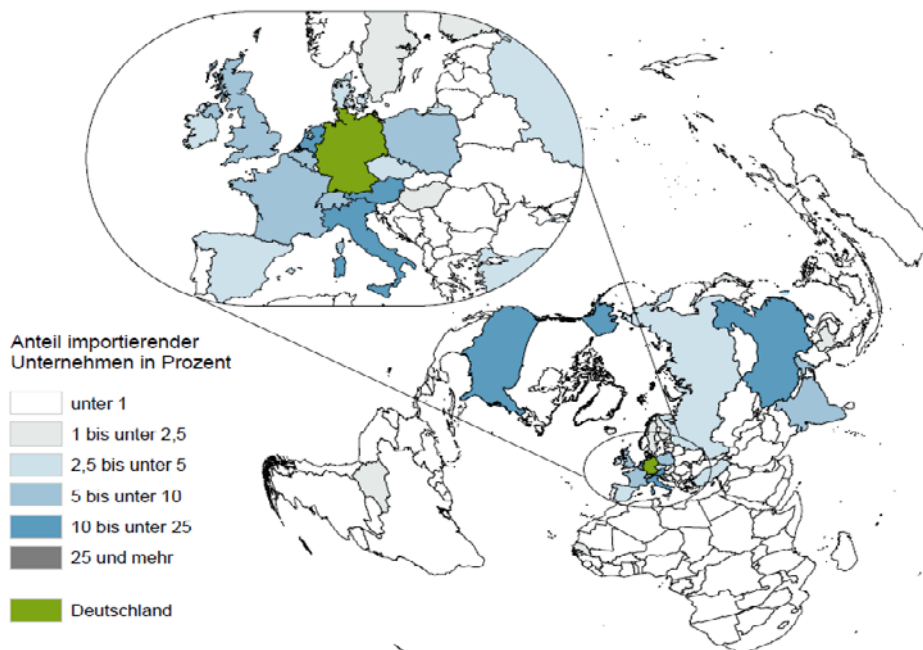 Anteil importierender
Unternehmen in Prozent
unter 1
1 bis unter 2,5
2,5 bis unter 5
5 bis unter 10
10 bis unter 25
25 und mehr
Deutschland